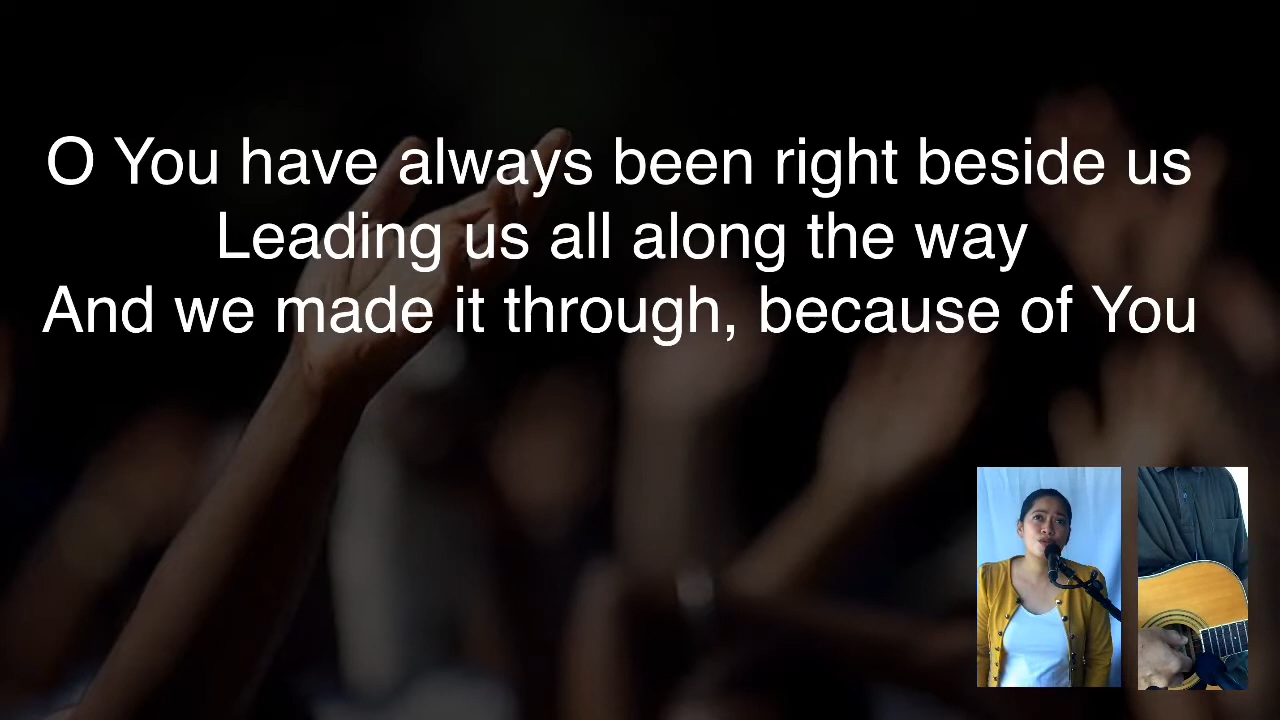 O You have always been right beside us
Leading us all along the way
And we made it through, because of You